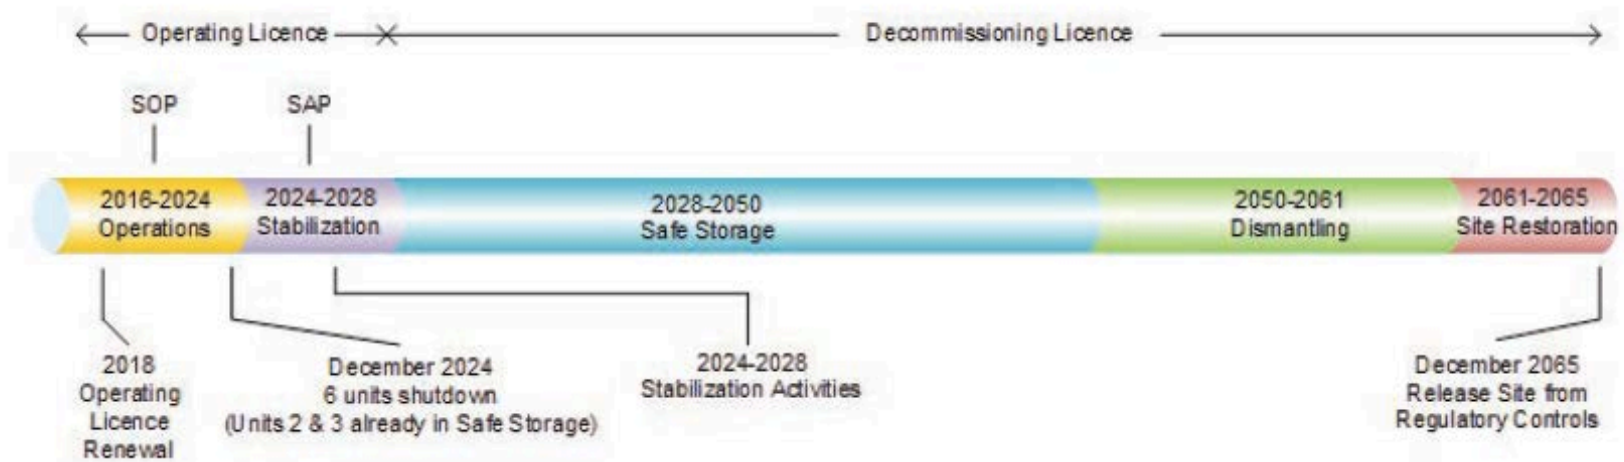 Operating Licence
Decommissioning Licence
SOP
SAP
2016-2024
Operations
2024-2028
Stabilization
2028-2050
Safe Storage
2050-2061
Dismantling
2061-2065
Site Restoration
2018
Operating
Licence
Renewal
December 2024
6 units shutdown
(Units 2 & 3 already in Safe Storage)
2024-2028
Stabilization Activities
December 2065
Release Site from
Regulatory Controls